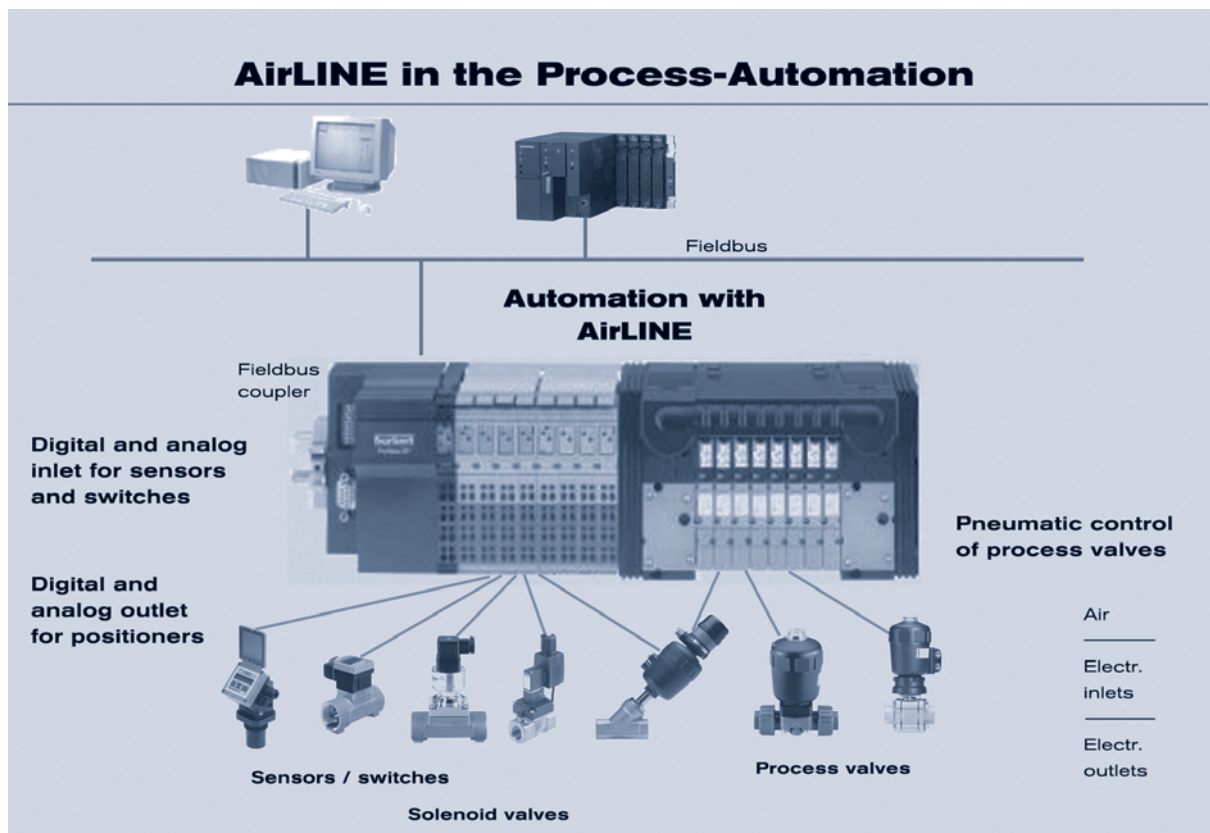 AirLINE in the Process-Automation
Fieldbus
Automation with
AirLINE
Fieldbus
coupler
Digital and analog
inlet for sensors
and switches
Pneumatic control
of process valves
Digital and
analog outlet
for positioners
Air
Electr.
inlets
Electr.
outlets
Sensors / switches
Process valves
Solenoid valves